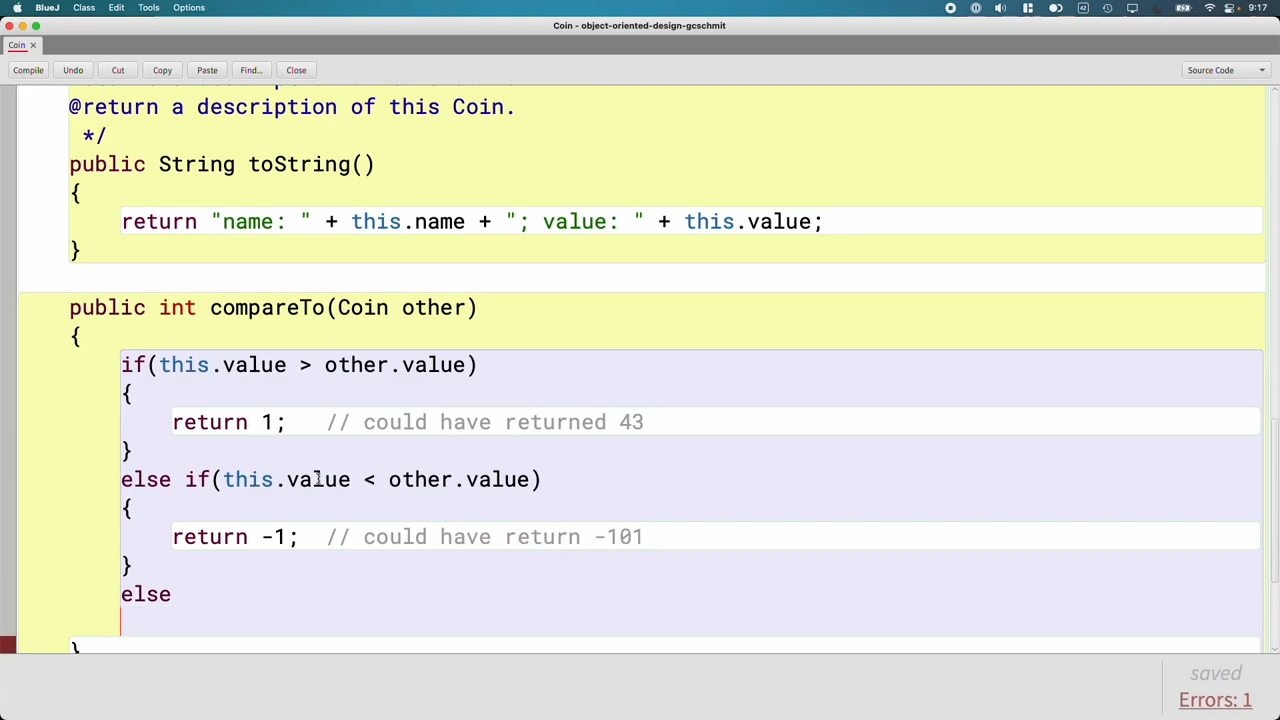 BlueJ Class Edit Tools Options 9:17
Coin - object-oriented-design-gcschmit
Coin ×
Compile Undo Cut Copy Paste Find... Close Source Code
@return a description of this Coin.
*/
public String toString()
{
return "name: " + this.name + "; value: " + this.value;
}
public int compareTo(Coin other)
{
if(this.value > other.value)
{
return 1; // could have returned 43
}
else if(this.value < other.value)
{
return -1; // could have return -101
}
else
}
saved
Errors: 1